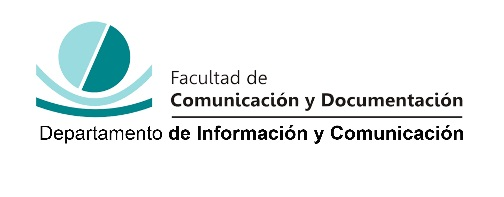 Facultad de
Comunicación y Documentación
Departamento de Información y Comunicación